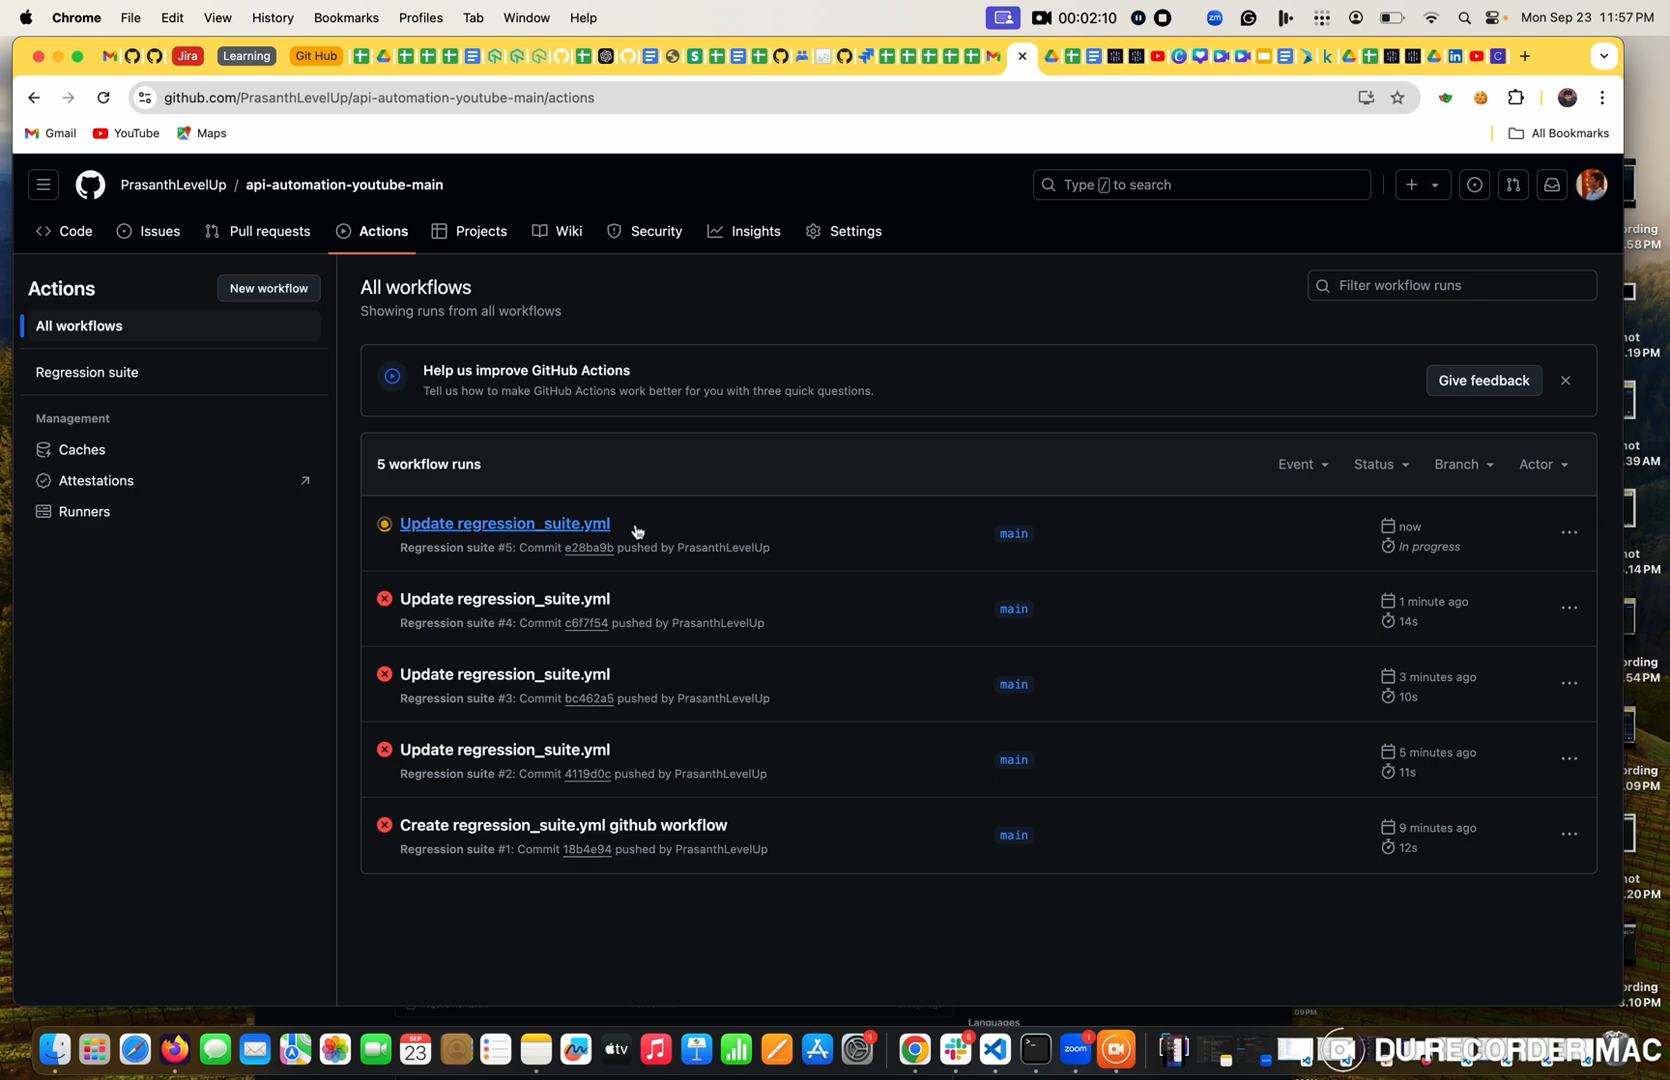 Chrome File Edit View History Bookmarks Profiles Tab Window Help 00:02:10 zm Mon Sep 23 11:57 PM
Jira Learning Git Hub
github.com/PrasanthLevelUp/api-automation-youtube-main/actions
Gmail YouTube Maps All Bookmarks
PrasanthLevelUp / api-automation-youtube-main Type / to search
Code Issues Pull requests Actions Projects Wiki Security Insights Settings
Actions New workflow
All workflows
Regression suite
Management
Caches
Attestations
Runners
All workflows Filter workflow runs
Showing runs from all workflows
Help us improve GitHub Actions
Tell us how to make GitHub Actions work better for you with three quick questions.
Give feedback
5 workflow runs Event Status Branch Actor
Update regression_suite.yml main now
Regression suite #5: Commit e28ba9b pushed by PrasanthLevelUp In progress
Update regression_suite.yml main 1 minute ago
Regression suite #4: Commit c6f7f54 pushed by PrasanthLevelUp 14s
Update regression_suite.yml main 3 minutes ago
Regression suite #3: Commit bc462a5 pushed by PrasanthLevelUp 10s
Update regression_suite.yml main 5 minutes ago
Regression suite #2: Commit 4119d0c pushed by PrasanthLevelUp 11s
Create regression_suite.yml github workflow main 9 minutes ago
Regression suite #1: Commit 18b4e94 pushed by PrasanthLevelUp 12s
Languages
SEP
23
tv
zoom
DU.RECORDER.IMAC